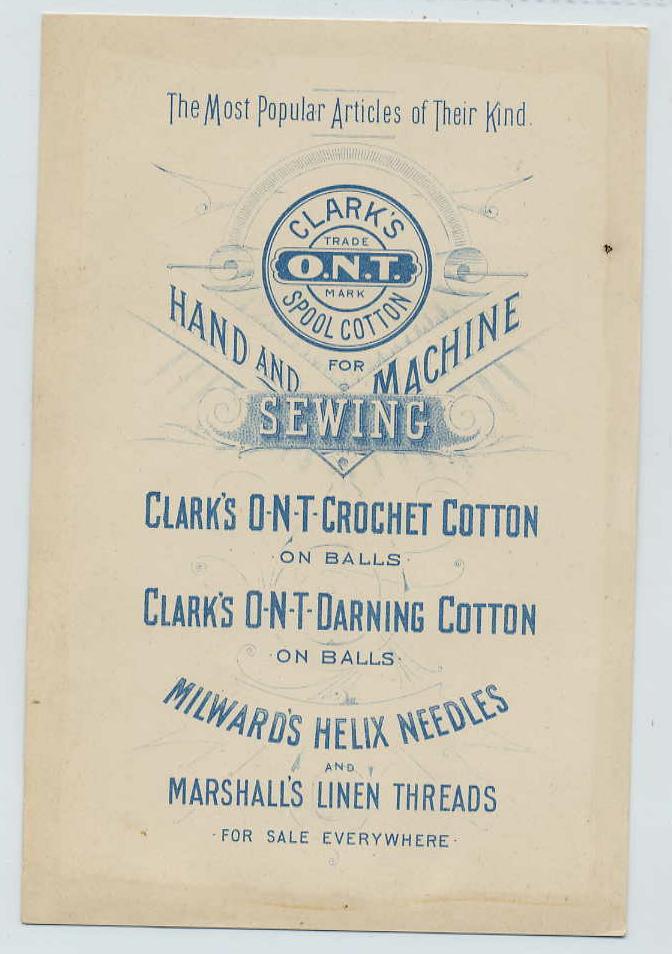 The Most Popular Articles of Their Kind.
CLARK'S
TRADE
O.N.T.
MARK
SPOOL COTTON
FOR
HAND AND MACHINE
SEWING
CLARK'S O-N-T-CROCHET COTTON
·ON BALLS·
CLARK'S O-N-T-DARNING COTTON
·ON BALLS·
MILWARD'S HELIX NEEDLES
AND
MARSHALL'S LINEN THREADS
·FOR SALE EVERYWHERE·